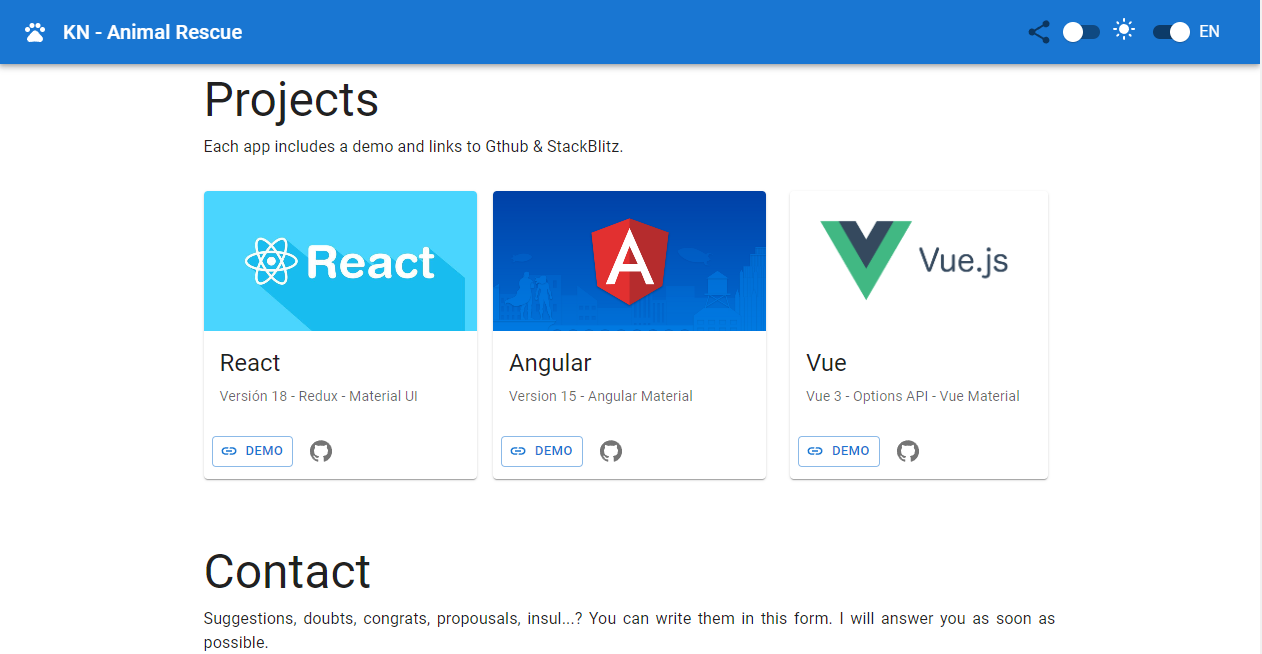 KN - Animal Rescue
EN
Projects
Each app includes a demo and links to Gthub & StackBlitz.
React
Vue.js
React
Versión 18 - Redux - Material UI
DEMO
Angular
Version 15 - Angular Material
DEMO
Vue
Vue 3 - Options API - Vue Material
DEMO
Contact
Suggestions, doubts, congrats, propousals, insul...? You can write them in this form. I will answer you as soon as
possible.